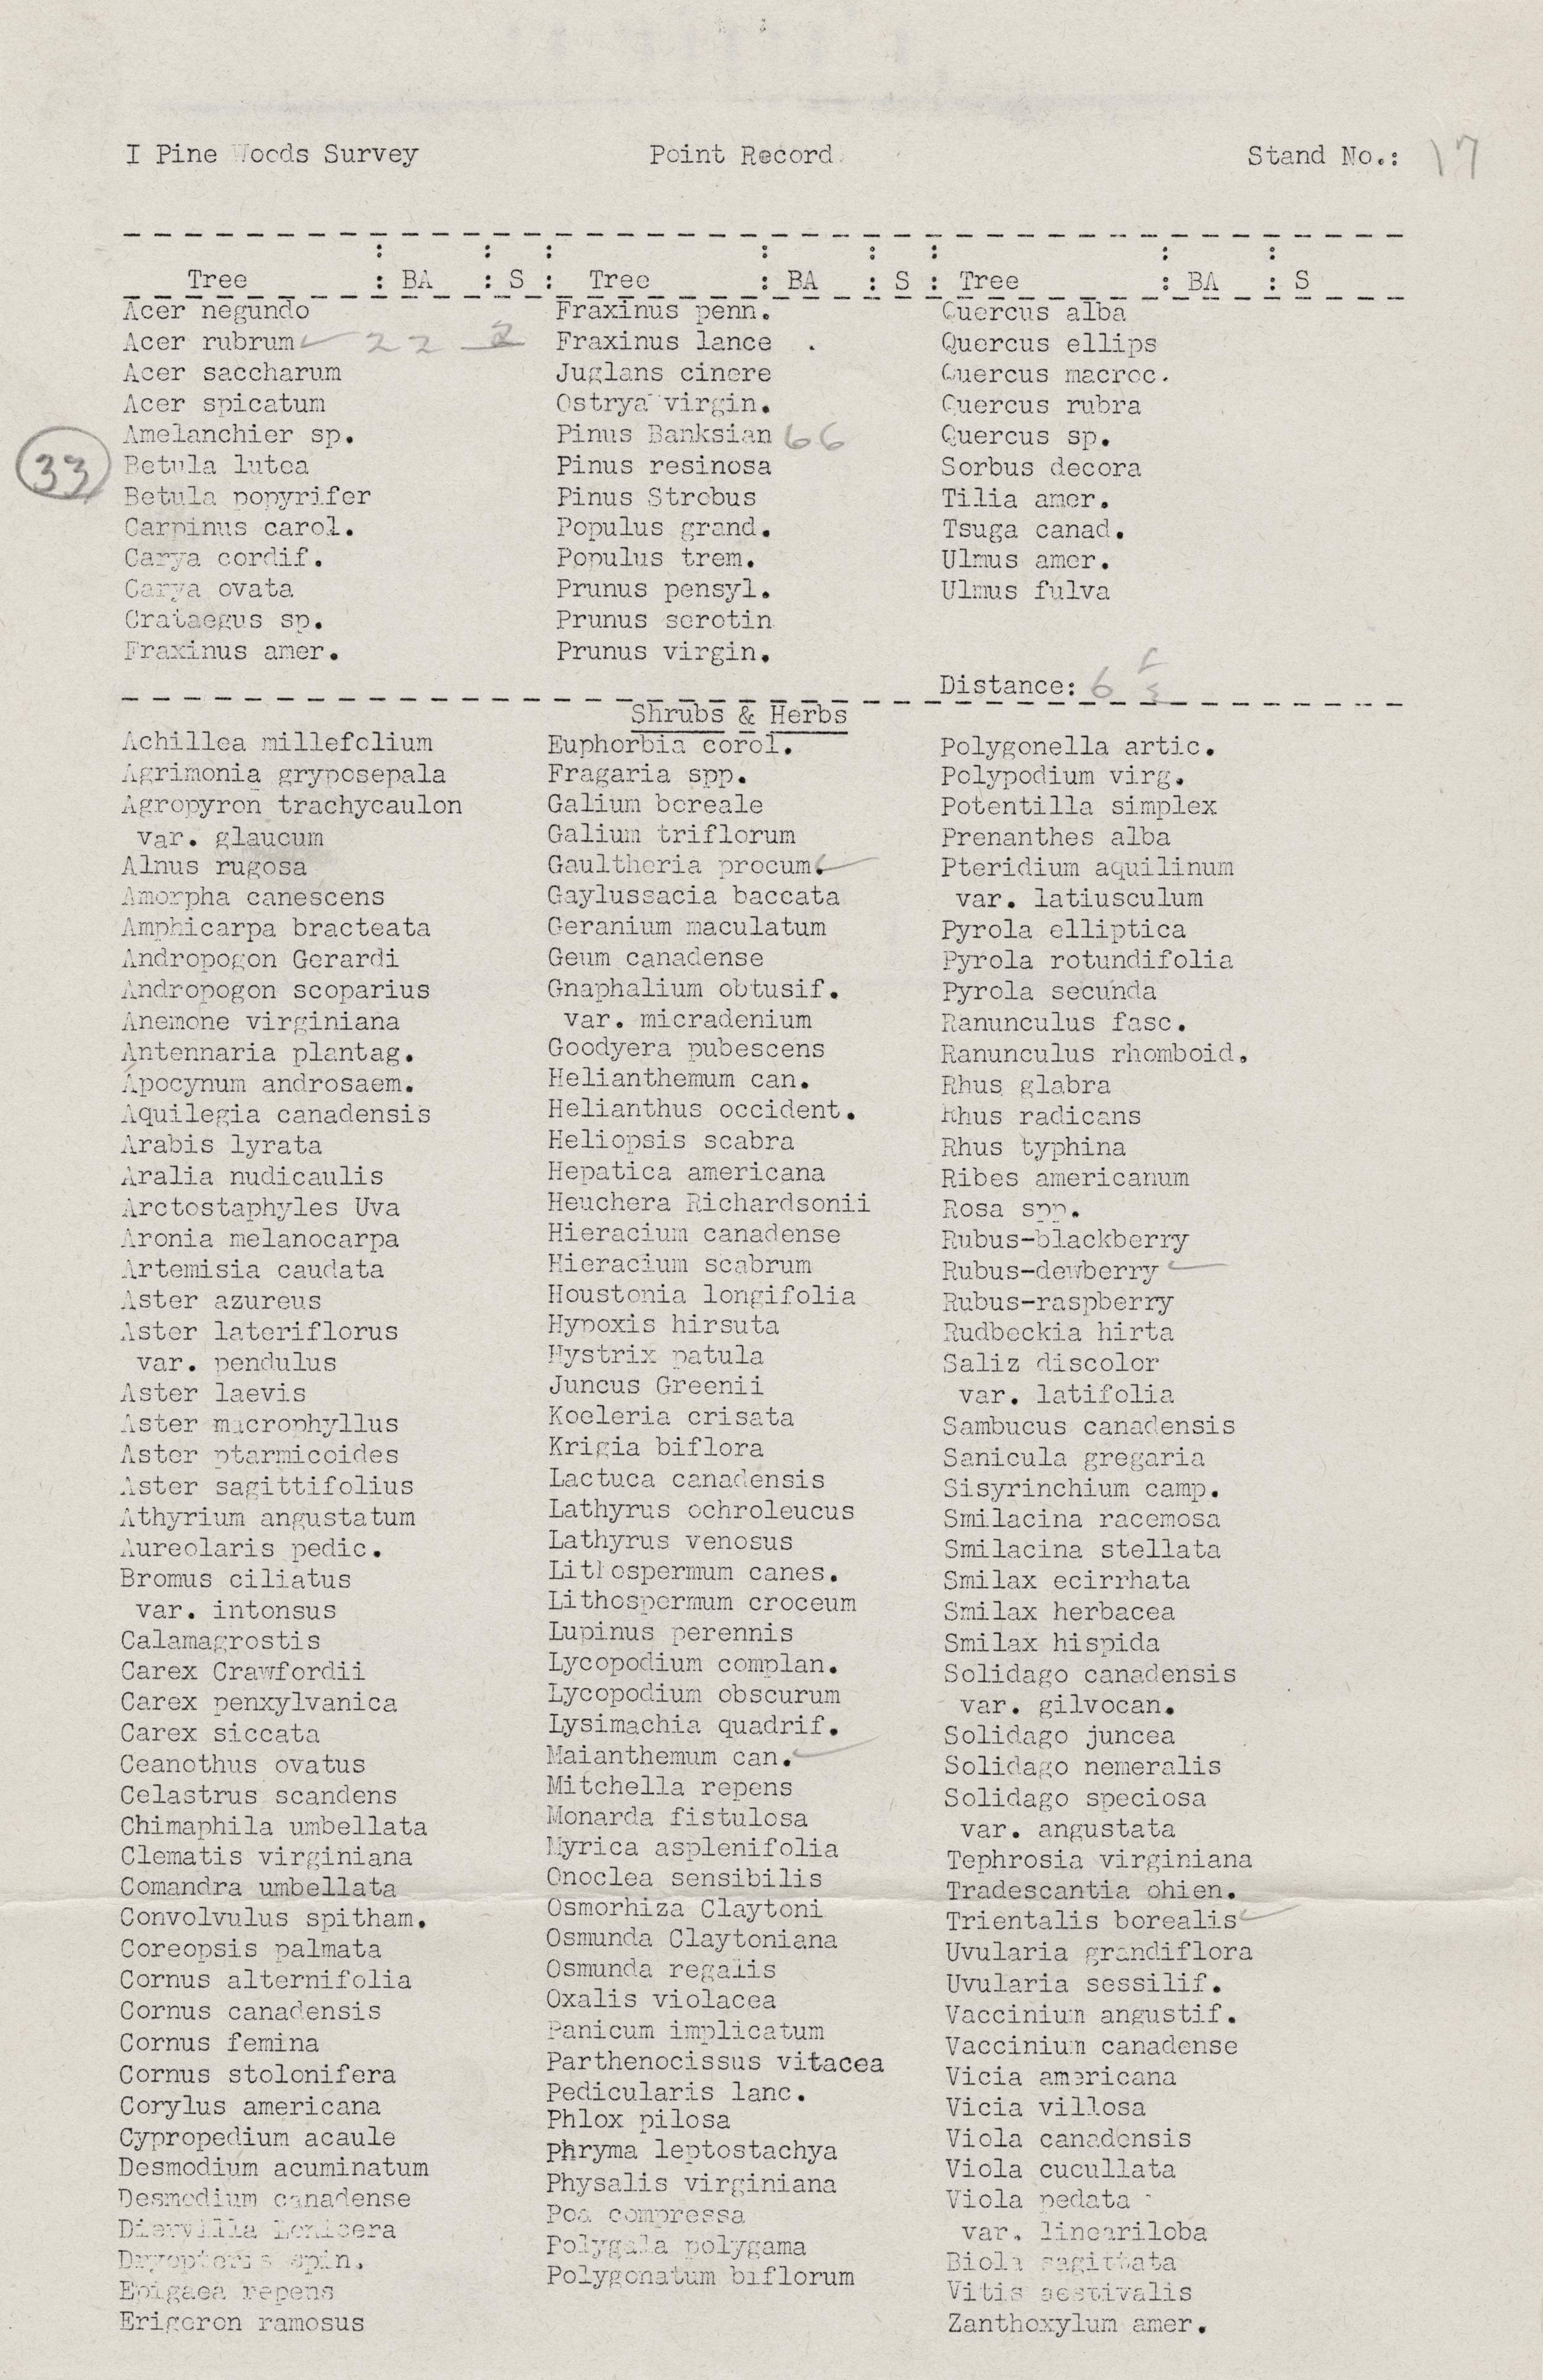 I Pine Woods Survey Point Record Stand No.: 17
Tree : BA : S : Tree : BA : S : Tree : BA : S
Acer negundo
Acer rubrum ✓ 22
Acer saccharum
Acer spicatum
Amelanchier sp.
33
Betula lutea
Betula popyrifer
Carpinus carol.
Carya cordif.
Carya ovata
Crataegus sp.
Fraxinus amer.
Fraxinus penn.
Fraxinus lance .
Juglans cinere
Ostrya virgin.
Pinus Banksian 66
Pinus resinosa
Pinus Strobus
Populus grand.
Populus trem.
Prunus pensyl.
Prunus serotin
Prunus virgin.
Quercus alba
Quercus ellips
Quercus macroc.
Quercus rubra
Quercus sp.
Sorbus decora
Tilia amer.
Tsuga canad.
Ulmus amer.
Ulmus fulva
Distance: 6
Shrubs & Herbs
Achillea millefolium
Agrimonia gryposepala
Agropyron trachycaulon
var. glaucum
Alnus rugosa
Amorpha canescens
Amphicarpa bracteata
Andropogon Gerardi
Andropogon scoparius
Anemone virginiana
Antennaria plantag.
Apocynum androsaem.
Aquilegia canadensis
Arabis lyrata
Aralia nudicaulis
Arctostaphyles Uva
Aronia melanocarpa
Artemisia caudata
Aster azureus
Aster lateriflorus
var. pendulus
Aster laevis
Aster macrophyllus
Aster ptarmicoides
Aster sagittifolius
Athyrium angustatum
Aureolaris pedic.
Bromus ciliatus
var. intonsus
Calamagrostis
Carex Crawfordii
Carex penxylvanica
Carex siccata
Ceanothus ovatus
Celastrus scandens
Chimaphila umbellata
Clematis virginiana
Comandra umbellata
Convolvulus spitham.
Coreopsis palmata
Cornus alternifolia
Cornus canadensis
Cornus femina
Cornus stolonifera
Corylus americana
Cypropedium acaule
Desmodium acuminatum
Desmodium canadense
Diervilla Lonicera
Dryopteris spin.
Epigaea repens
Erigeron ramosus
Euphorbia corol.
Fragaria spp.
Galium boreale
Galium triflorum
Gaultheria procum. ✓
Gaylussacia baccata
Geranium maculatum
Geum canadense
Gnaphalium obtusif.
var. micradenium
Goodyera pubescens
Helianthemum can.
Helianthus occident.
Heliopsis scabra
Hepatica americana
Heuchera Richardsonii
Hieracium canadense
Hieracium scabrum
Houstonia longifolia
Hypoxis hirsuta
Hystrix patula
Juncus Greenii
Koeleria crisata
Krigia biflora
Lactuca canadensis
Lathyrus ochroleucus
Lathyrus venosus
Lithospermum canes.
Lithospermum croceum
Lupinus perennis
Lycopodium complan.
Lycopodium obscurum
Lysimachia quadrif.
Maianthemum can. ✓
Mitchella repens
Monarda fistulosa
Myrica asplenifolia
Onoclea sensibilis
Osmorhiza Claytoni
Osmunda Claytoniana
Osmunda regalis
Oxalis violacea
Panicum implicatum
Parthenocissus vitacea
Pedicularis lanc.
Phlox pilosa
Phryma leptostachya
Physalis virginiana
Poa compressa
Polygala polygama
Polygonatum biflorum
Polygonella artic.
Polypodium virg.
Potentilla simplex
Prenanthes alba
Pteridium aquilinum
var. latiusculum
Pyrola elliptica
Pyrola rotundifolia
Pyrola secunda
Ranunculus fasc.
Ranunculus rhomboid.
Rhus glabra
Rhus radicans
Rhus typhina
Ribes americanum
Rosa spp.
Rubus-blackberry
Rubus-dewberry ✓
Rubus-raspberry
Rudbeckia hirta
Saliz discolor
var. latifolia
Sambucus canadensis
Sanicula gregaria
Sisyrinchium camp.
Smilacina racemosa
Smilacina stellata
Smilax ecirrhata
Smilax herbacea
Smilax hispida
Solidago canadensis
var. gilvocan.
Solidago juncea
Solidago nemeralis
Solidago speciosa
var. angustata
Tephrosia virginiana
Tradescantia ohien.
Trientalis borealis ✓
Uvularia grandiflora
Uvularia sessilif.
Vaccinium angustif.
Vaccinium canadense
Vicia americana
Vicia villosa
Viola canadensis
Viola cucullata
Viola pedata
var. lineariloba
Biola sagittata
Vitis aestivalis
Zanthoxylum amer.